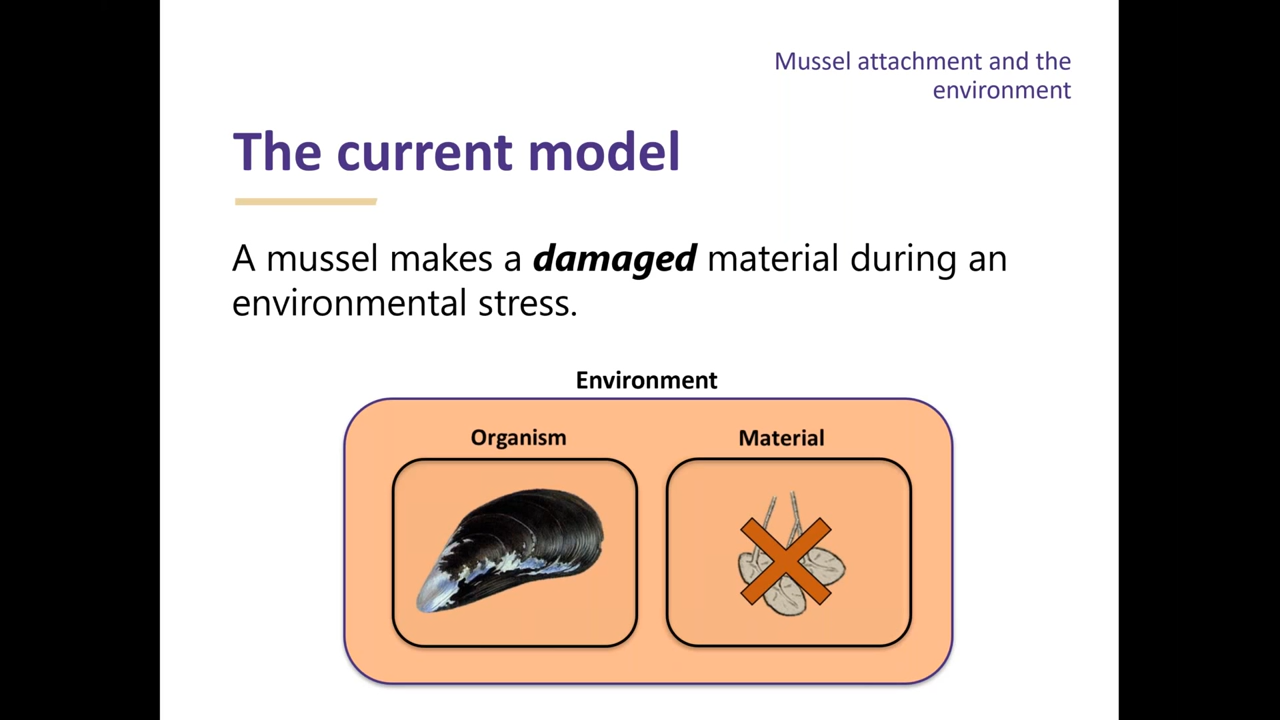 Mussel attachment and the
environment
The current model
A mussel makes a damaged material during an
environmental stress.
Environment
Organism
Material